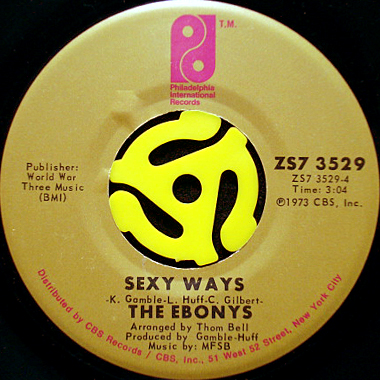 T.M.
Philadelphia
International
Records
Publisher:
World War
Three Music
(BMI)
ZS7 3529
ZS7 3529-4
Time: 3:04
℗1973 CBS, Inc.
SEXY WAYS
-K. Gamble-L. Huff-C. Gilbert-
THE EBONYS
Arranged by Thom Bell
Produced by Gamble-Huff
Music by: MFSB
Distributed by CBS Records / CBS, Inc., 51 West 52 Street, New York City